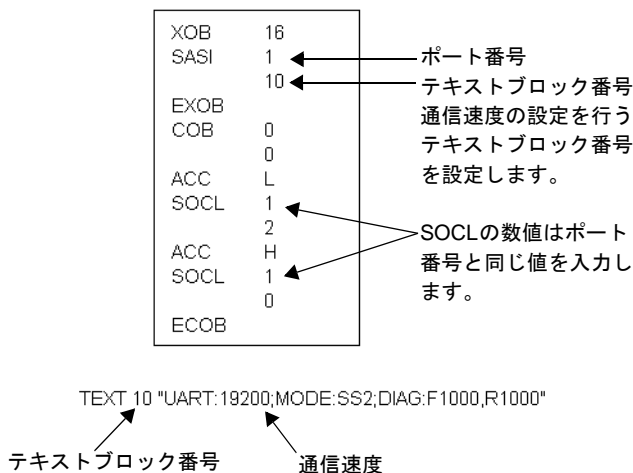 XOB 16
SASI 1
ポート番号
10
テキストブロック番号
通信速度の設定を行う
テキストブロック番号
を設定します。
EXOB
COB 0
0
ACC L
SOCL 1
2
ACC H
SOCL 1
0
ECOB
SOCLの数値はポート
番号と同じ値を入力し
ます。
TEXT 10 "UART:19200;MODE:SS2;DIAG:F1000,R1000"
テキストブロック番号
通信速度